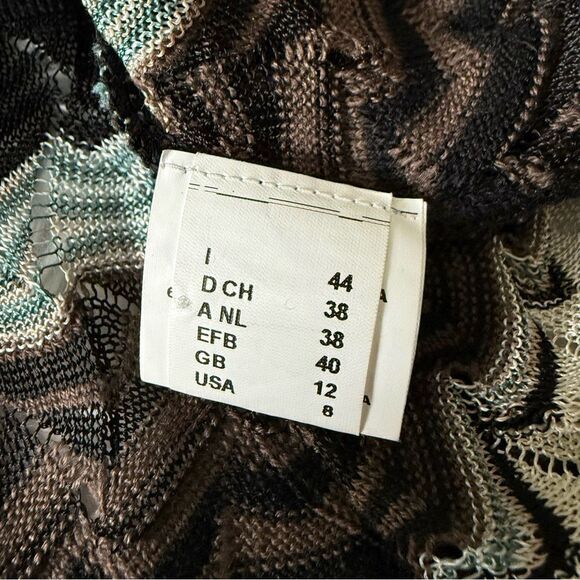 I 44
D CH 38
A NL 38
EFB 40
GB 12
USA 8
e A
A